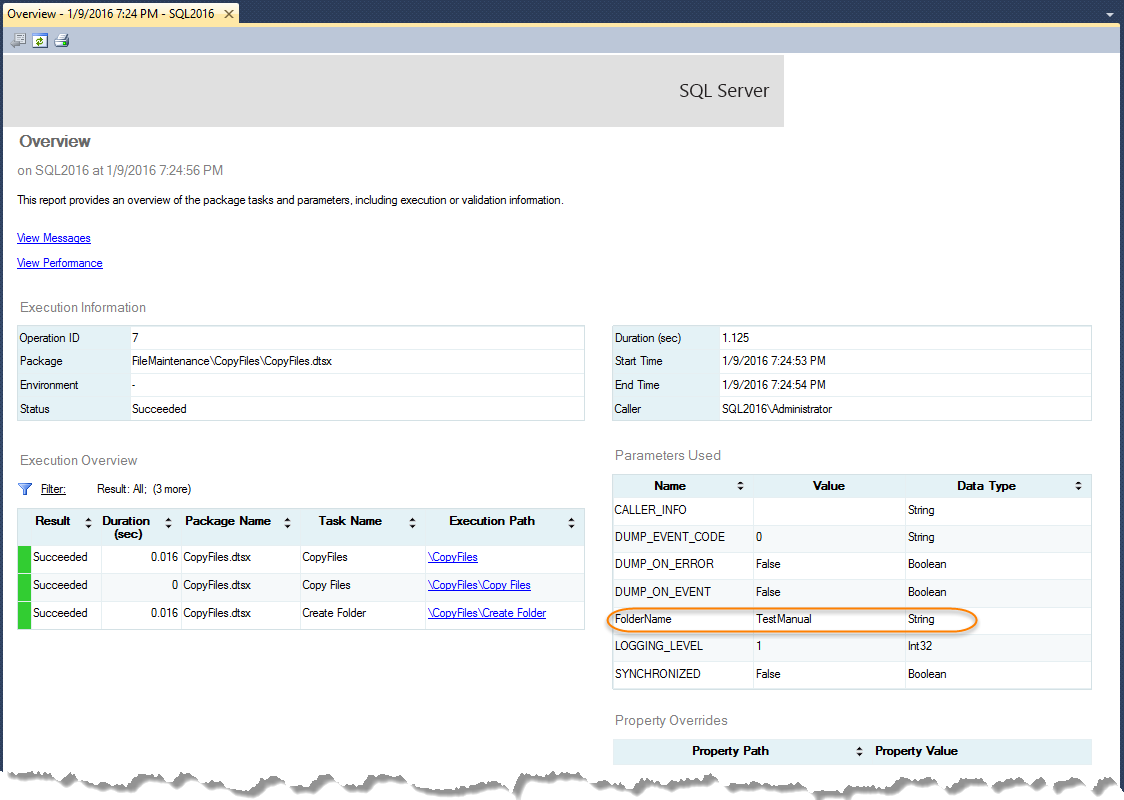 Overview - 1/9/2016 7:24 PM - SQL2016
SQL Server
Overview
on SQL2016 at 1/9/2016 7:24:56 PM
This report provides an overview of the package tasks and parameters, including execution or validation information.
View Messages
View Performance
Execution Information
Operation ID 7
Package FileMaintenance\CopyFiles\CopyFiles.dtsx
Environment -
Status Succeeded
Duration (sec) 1.125
Start Time 1/9/2016 7:24:53 PM
End Time 1/9/2016 7:24:54 PM
Caller SQL2016\Administrator
Execution Overview
Filter: Result: All; (3 more)
Result Duration (sec) Package Name Task Name Execution Path
Succeeded 0.016 CopyFiles.dtsx CopyFiles \CopyFiles
Succeeded 0 CopyFiles.dtsx Copy Files \CopyFiles\Copy Files
Succeeded 0.016 CopyFiles.dtsx Create Folder \CopyFiles\Create Folder
Parameters Used
Name Value Data Type
CALLER_INFO String
DUMP_EVENT_CODE 0 String
DUMP_ON_ERROR False Boolean
DUMP_ON_EVENT False Boolean
FolderName TestManual String
LOGGING_LEVEL 1 Int32
SYNCHRONIZED False Boolean
Property Overrides
Property Path Property Value